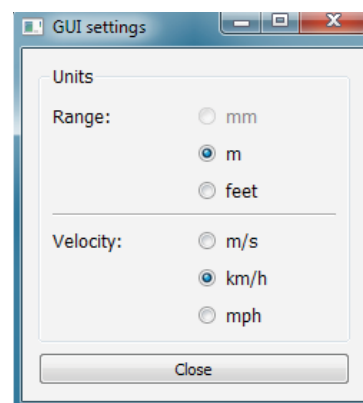 GUI settings
Units
Range:
mm
m
feet
Velocity:
m/s
km/h
mph
Close